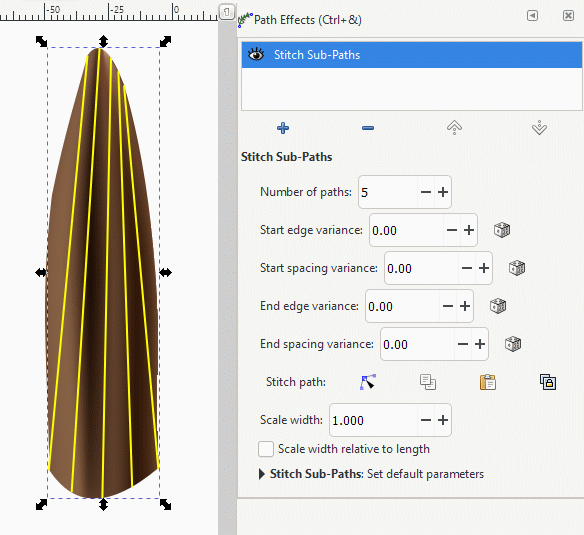 -50 -25 0
Path Effects (Ctrl+&)
Stitch Sub-Paths
Stitch Sub-Paths
Number of paths: 5
Start edge variance: 0.00
Start spacing variance: 0.00
End edge variance: 0.00
End spacing variance: 0.00
Stitch path:
Scale width: 1.000
Scale width relative to length
Stitch Sub-Paths: Set default parameters